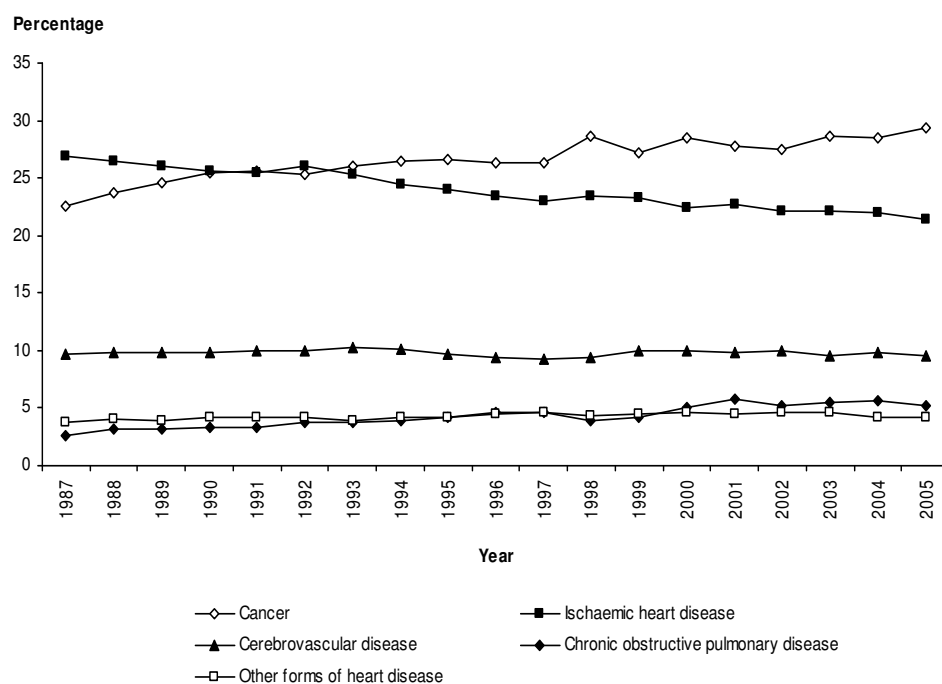 Percentage
35
30
25
20
15
10
5
0
1987 1988 1989 1990 1991 1992 1993 1994 1995 1996 1997 1998 1999 2000 2001 2002 2003 2004 2005
Year
Cancer Ischaemic heart disease
Cerebrovascular disease Chronic obstructive pulmonary disease
Other forms of heart disease